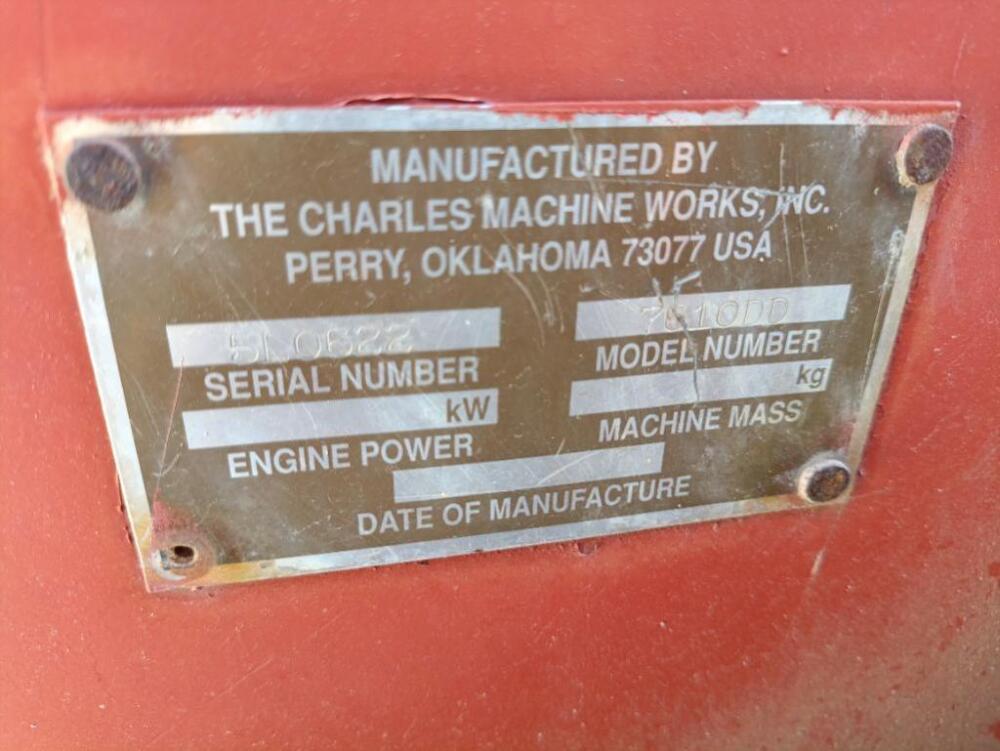 MANUFACTURED BY
THE CHARLES MACHINE WORKS, INC.
PERRY, OKLAHOMA 73077 USA
5L0622 7610DD
SERIAL NUMBER MODEL NUMBER
kW kg
ENGINE POWER MACHINE MASS
DATE OF MANUFACTURE